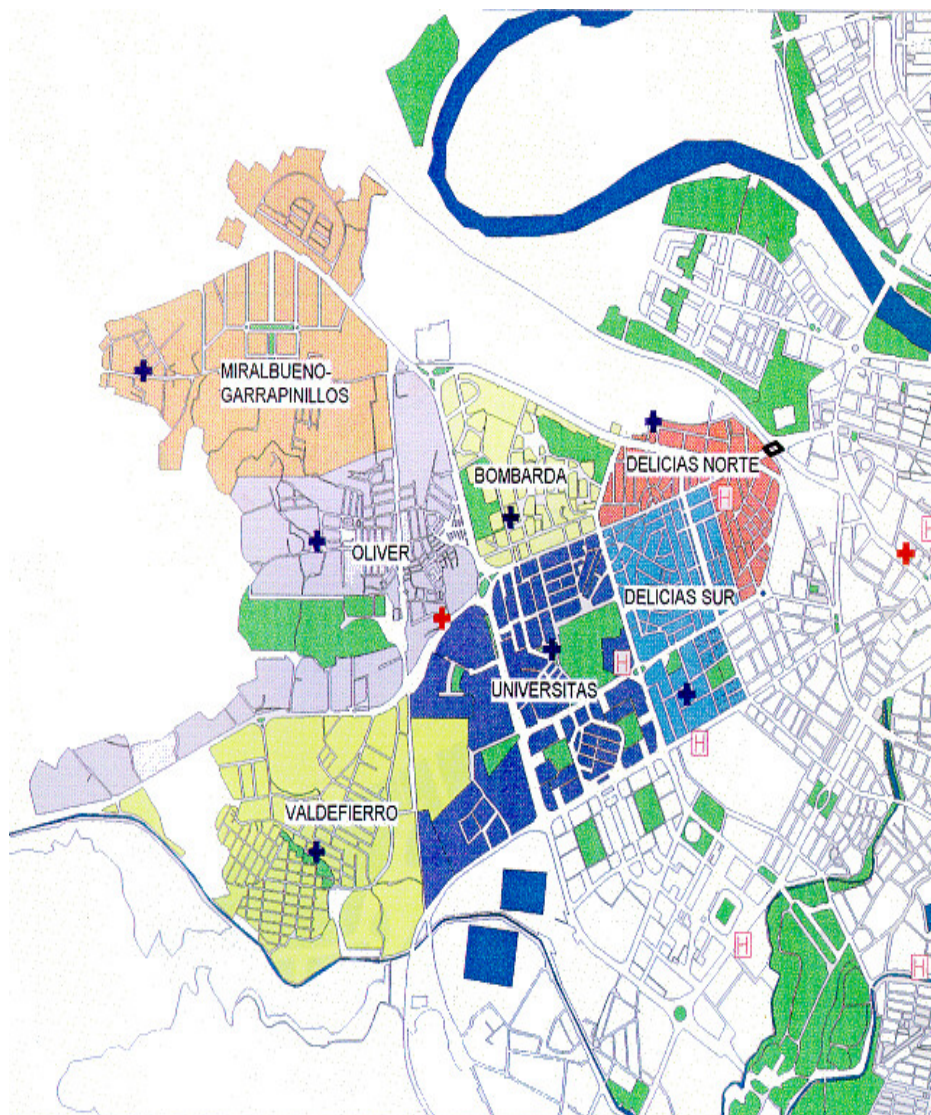 MIRALBUENO-
GARRAPINILLOS
BOMBARDA
DELICIAS NORTE
H
H
OLIVER
DELICIAS SUR
H
UNIVERSITAS
H
VALDEFIERRO
H
H